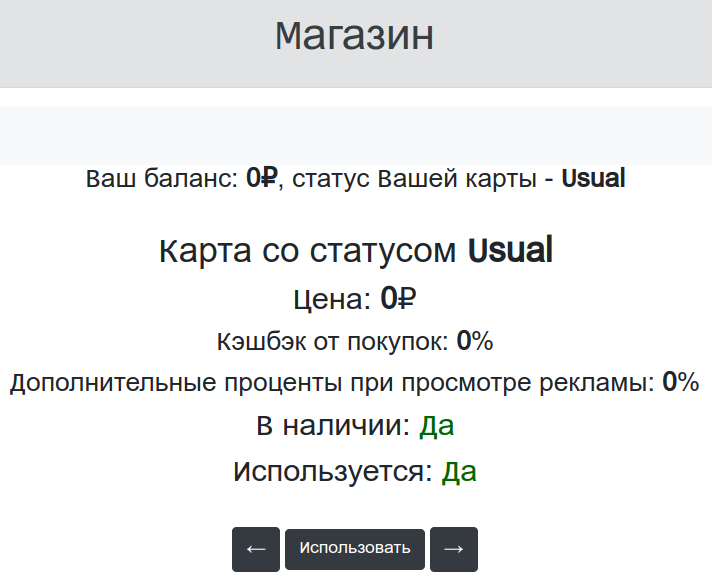 Магазин
Ваш баланс: 0₽, статус Вашей карты - Usual
Карта со статусом Usual
Цена: 0₽
Кэшбэк от покупок: 0%
Дополнительные проценты при просмотре рекламы: 0%
В наличии: Да
Используется: Да
← Использовать →